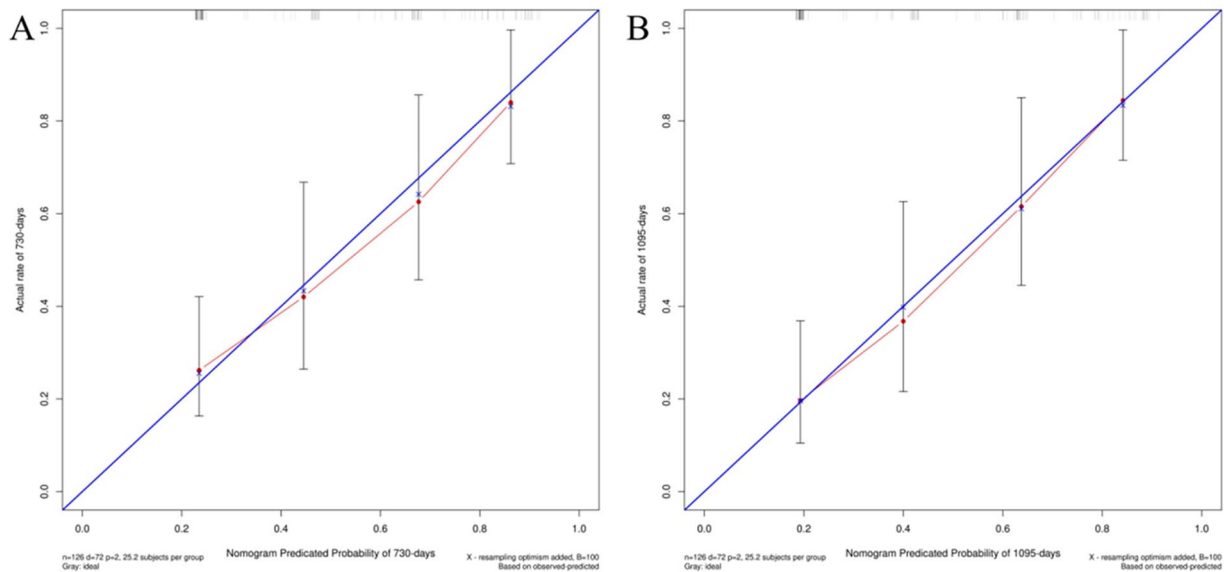 A
1.0
0.8
0.6
0.4
0.2
0.0
Actual rate of 730-days
0.0 0.2 0.4 0.6 0.8 1.0
Nomogram Predicated Probability of 730-days
n=126 d=72 p=2, 25.2 subjects per group
Gray: ideal
X - resampling optimism added, B=100
Based on observed-predicted
B
1.0
0.8
0.6
0.4
0.2
0.0
Actual rate of 1095-days
0.0 0.2 0.4 0.6 0.8 1.0
Nomogram Predicated Probability of 1095-days
n=126 d=72 p=2, 25.2 subjects per group
Gray: ideal
X - resampling optimism added, B=100
Based on observed-predicted